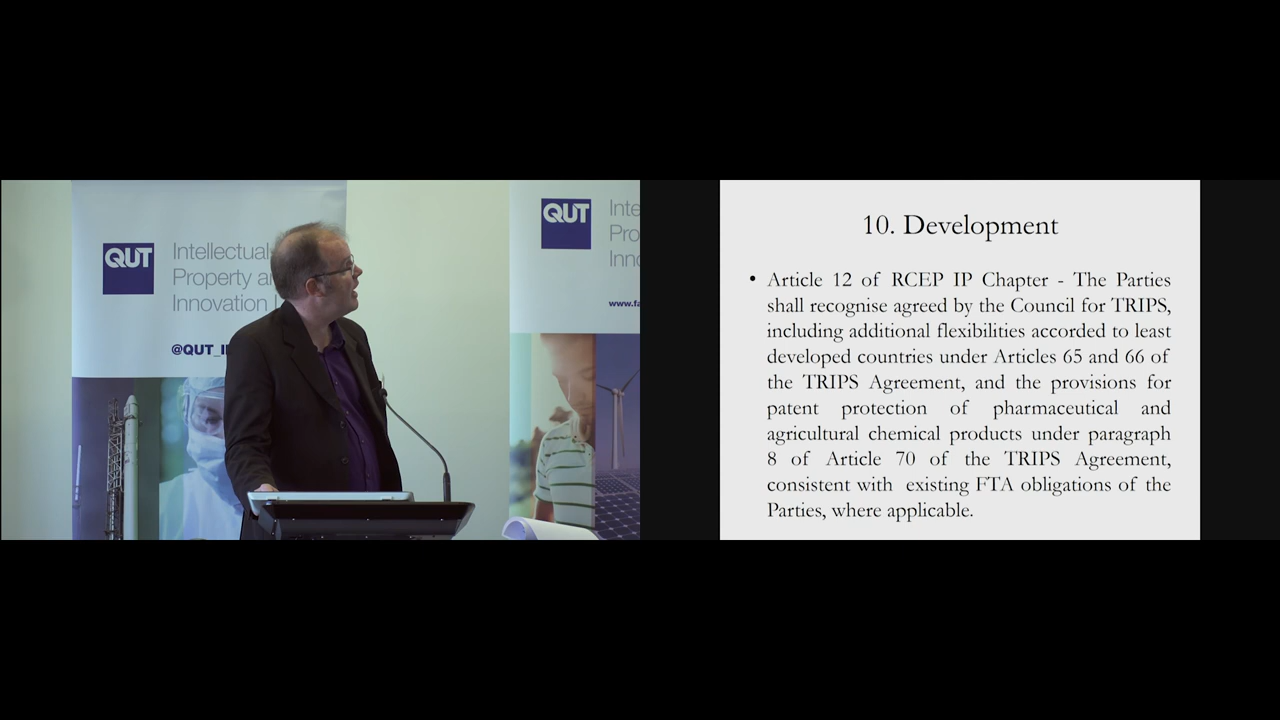 QUT
Intellectual
Property
Innovation
@QUT_I
QUT
10. Development
• Article 12 of RCEP IP Chapter - The Parties
shall recognise agreed by the Council for TRIPS,
including additional flexibilities accorded to least
developed countries under Articles 65 and 66 of
the TRIPS Agreement, and the provisions for
patent protection of pharmaceutical and
agricultural chemical products under paragraph
8 of Article 70 of the TRIPS Agreement,
consistent with existing FTA obligations of the
Parties, where applicable.